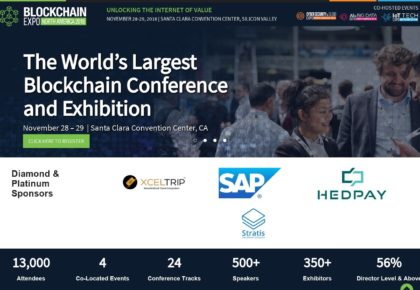 BLOCKCHAIN
EXPO NORTH AMERICA 2018
UNLOCKING THE INTERNET OF VALUE
NOVEMBER 28-29, 2018 | SANTA CLARA CONVENTION CENTER, SILICON VALLEY
CO-HOSTED EVENTS
The World's Largest
Blockchain Conference
and Exhibition
November 28 – 29 | Santa Clara Convention Center, CA
CLICK HERE TO REGISTER
Diamond &
Platinum
Sponsors
XCELTRIP
SAP
HEDPAY
Stratis
13,000
Attendees
4
Co-Located Events
24
Conference Tracks
500+
Speakers
350+
Exhibitors
56%
Director Level & Above